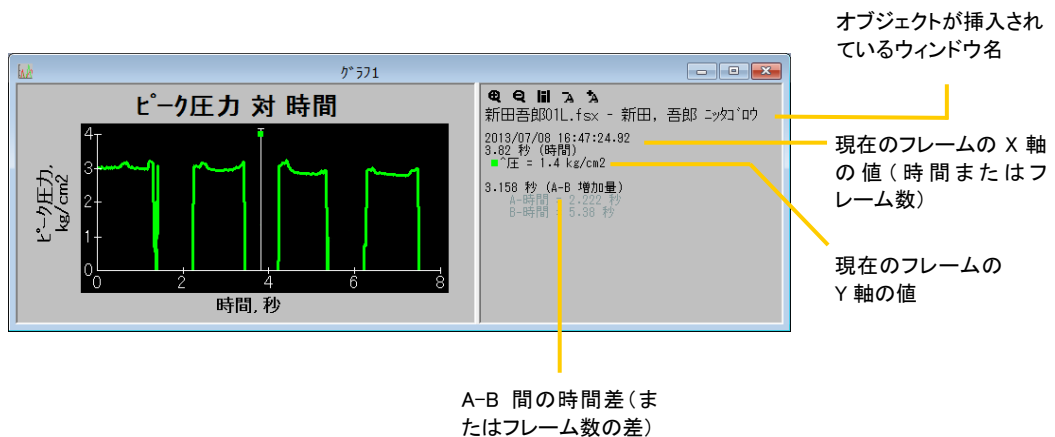 オブジェクトが挿入され
ているウィンドウ名
ｸﾞﾗﾌ1
ピーク圧力 対 時間
新田吾郎01L.fsx - 新田, 吾郎 ﾆｯﾀｺﾞﾛｳ
2013/07/08 16:47:24.92
3.82 秒 (時間)
^圧 = 1.4 kg/cm2
3.158 秒 (A-B 増加量)
A-時間 = 2.222 秒
B-時間 = 5.38 秒
ピーク圧力,
kg/cm2
4
3
2
1
0
0 2 4 6 8
時間, 秒
現在のフレームの X 軸
の値（時間またはフ
レーム数）
現在のフレームの
Y 軸の値
A-B 間の時間差（ま
たはフレーム数の差）